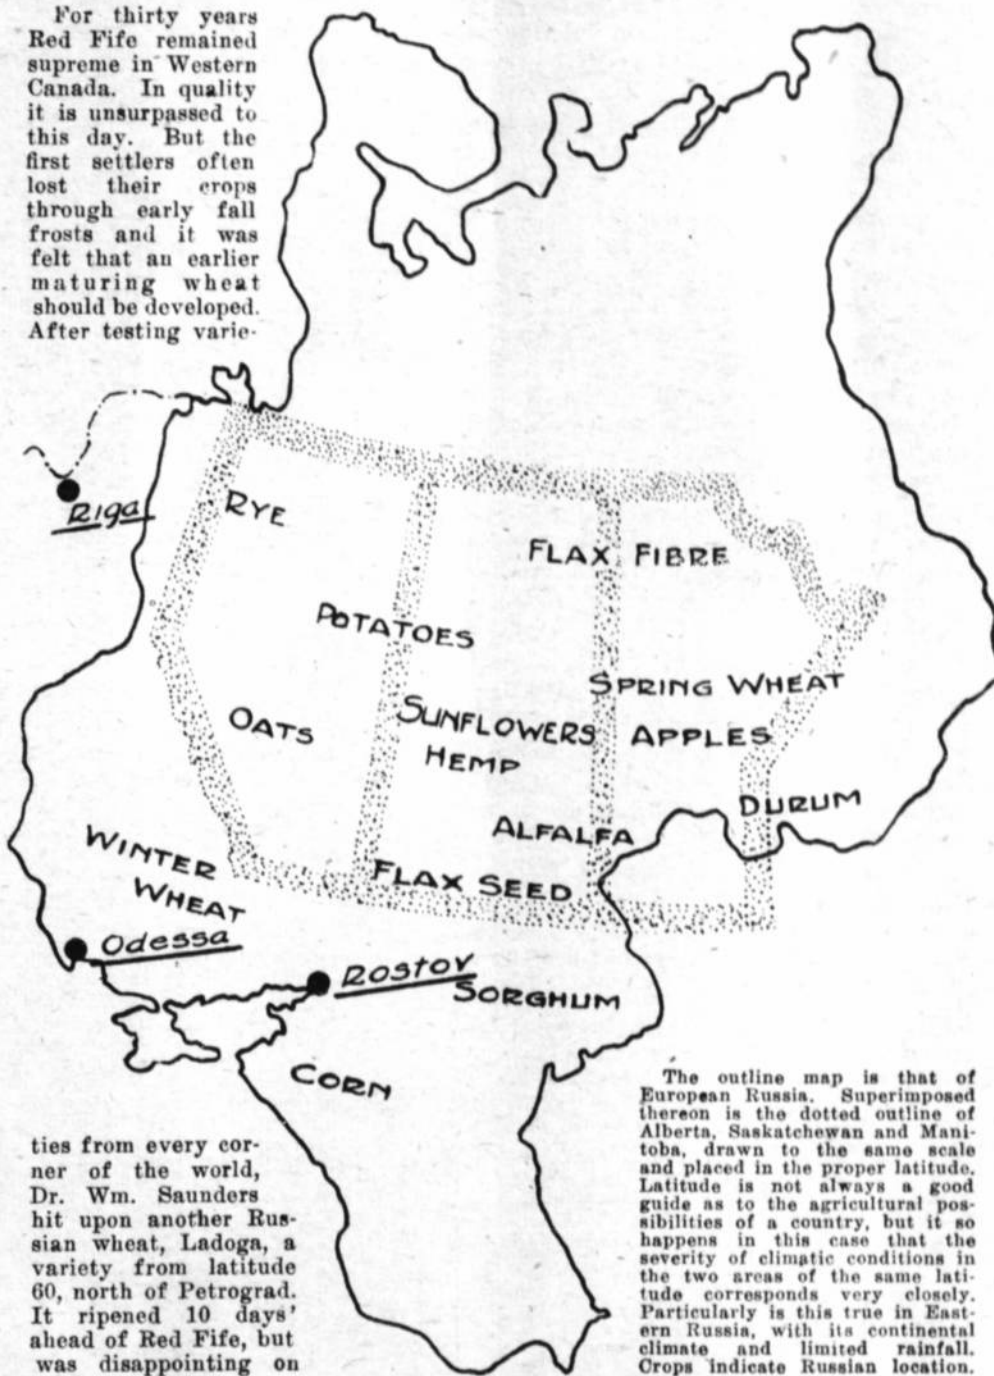 For thirty years
Red Fife remained
supreme in Western
Canada. In quality
it is unsurpassed to
this day. But the
first settlers often
lost their crops
through early fall
frosts and it was
felt that an earlier
maturing wheat
should be developed.
After testing varie-
Riga
RYE
FLAX FIBRE
POTATOES
SPRING WHEAT
OATS
SUNFLOWERS
APPLES
HEMP
DURUM
ALFALFA
WINTER
WHEAT
FLAX SEED
Odessa
ROSTOV
SORGHUM
CORN
ties from every cor-
ner of the world,
Dr. Wm. Saunders
hit upon another Rus-
sian wheat, Ladoga, a
variety from latitude
60, north of Petrograd.
It ripened 10 days'
ahead of Red Fife, but
was disappointing on
The outline map is that of
European Russia. Superimposed
thereon is the dotted outline of
Alberta, Saskatchewan and Mani-
toba, drawn to the same scale
and placed in the proper latitude.
Latitude is not always a good
guide as to the agricultural pos-
sibilities of a country, but it so
happens in this case that the
severity of climatic conditions in
the two areas of the same lati-
tude corresponds very closely.
Particularly is this true in East-
ern Russia, with its continental
climate and limited rainfall.
Crops indicate Russian location.